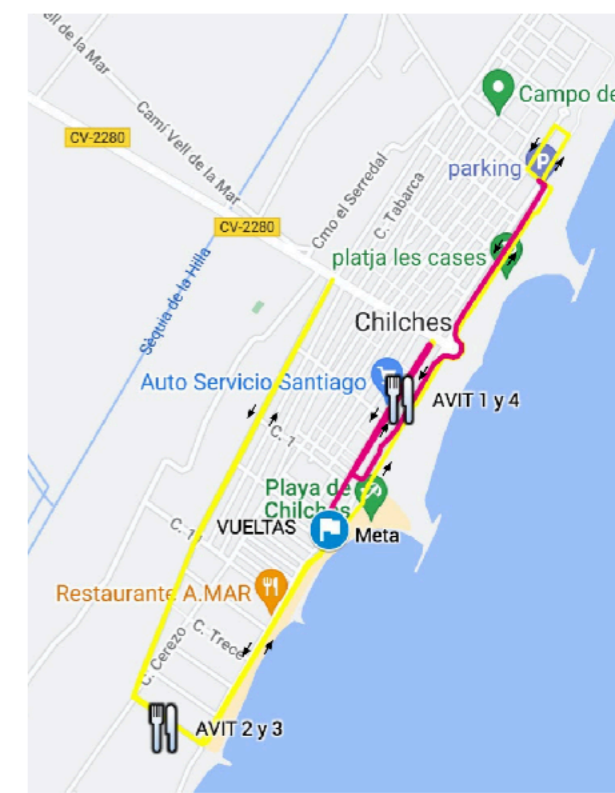 ll de la Mar
Camí Vell de la Mar
CV-2280
Campo de
P
parking
Cmo el Serredal
C. Tabarca
CV-2280
platja les cases
Sèquia de la Hilla
Chilches
Auto Servicio Santiago
AVIT 1 y 4
C. 1
Playa de
Chilches
VUELTAS
Meta
C. 11
Restaurante A.MAR
C. Trece
C. Cerezo
AVIT 2 y 3